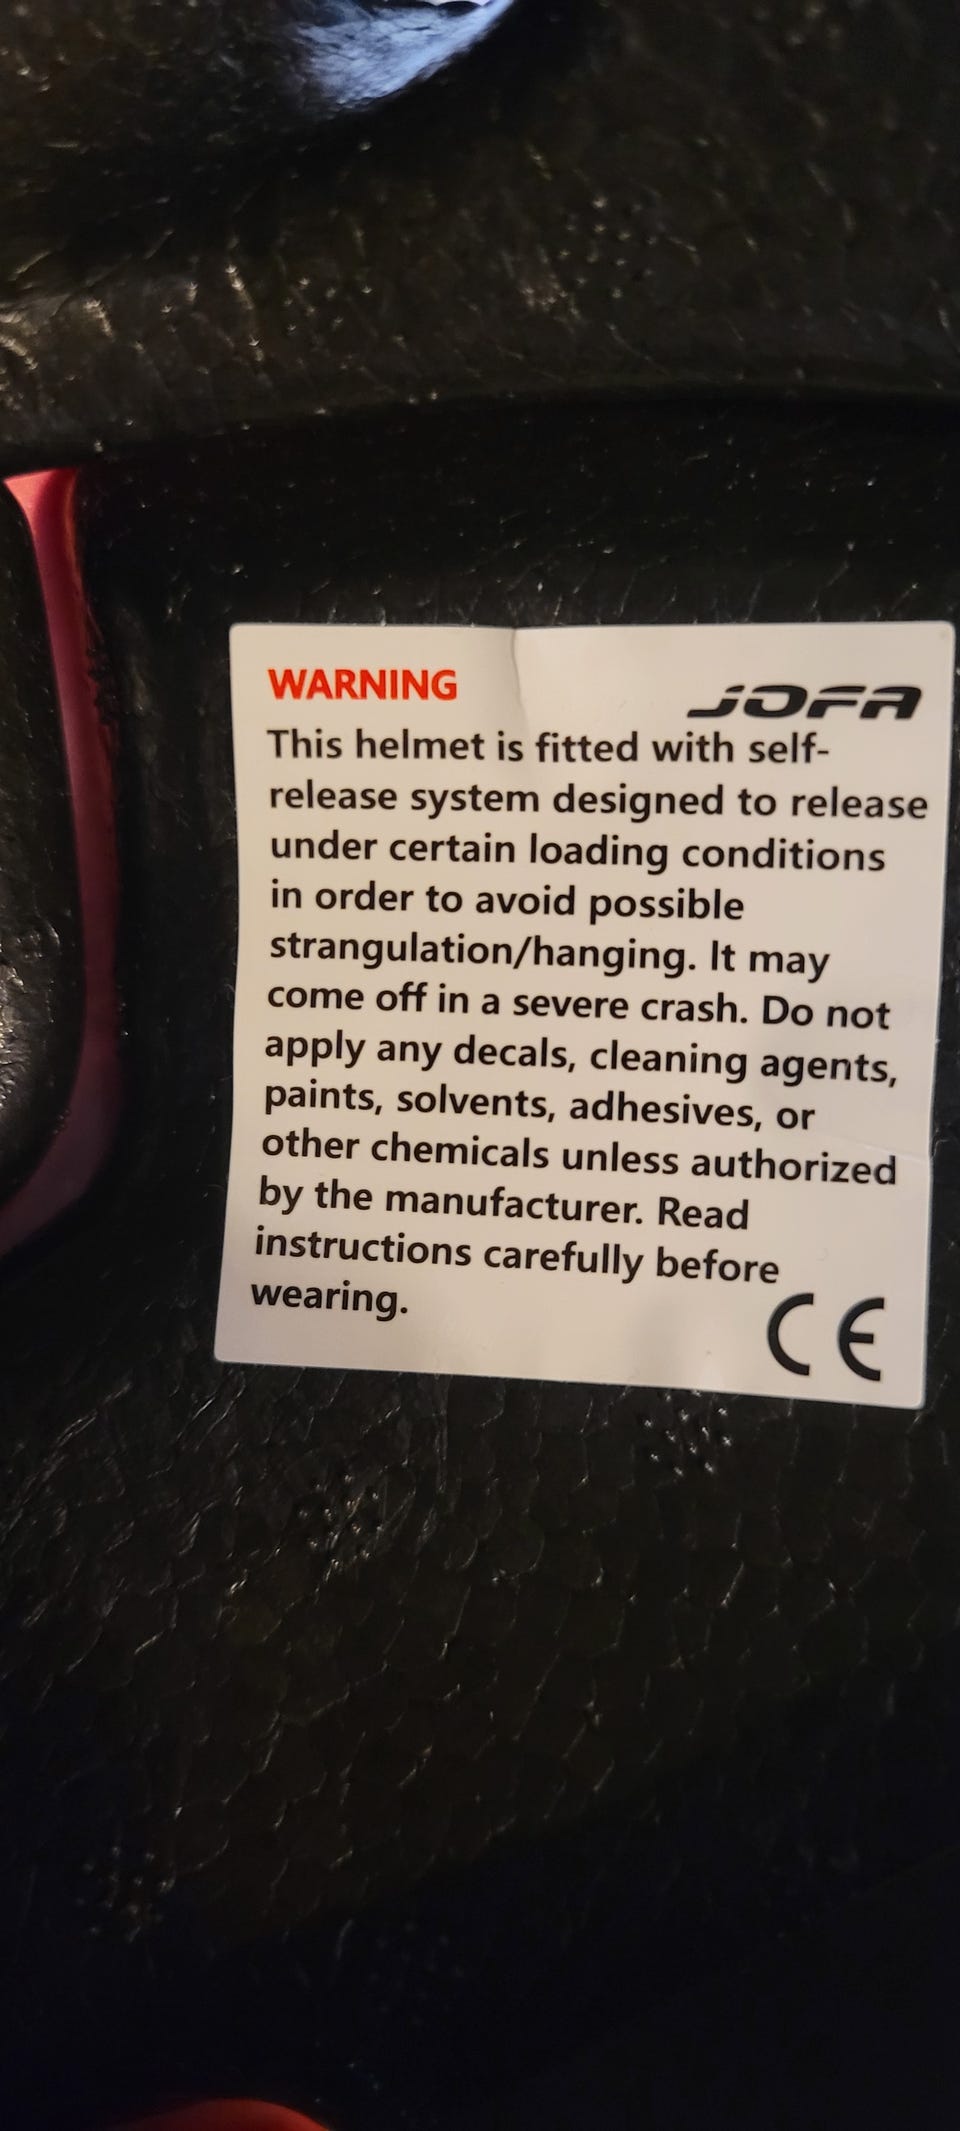 WARNING
JOFA
This helmet is fitted with self-
release system designed to release
under certain loading conditions
in order to avoid possible
strangulation/hanging. It may
come off in a severe crash. Do not
apply any decals, cleaning agents,
paints, solvents, adhesives, or
other chemicals unless authorized
by the manufacturer. Read
instructions carefully before
wearing.
CE